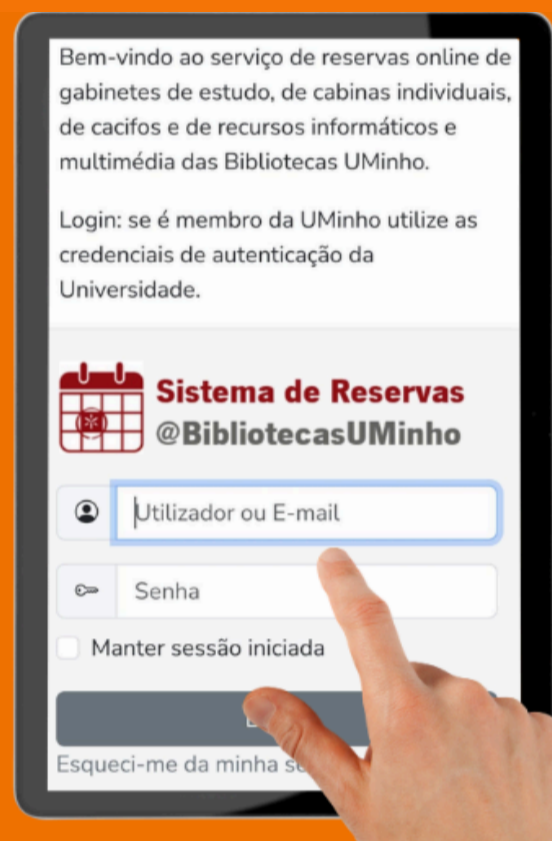 Bem-vindo ao serviço de reservas online de
gabinetes de estudo, de cabinas individuais,
de cacifos e de recursos informáticos e
multimédia das Bibliotecas UMinho.
Login: se é membro da UMinho utilize as
credenciais de autenticação da
Universidade.
Sistema de Reservas
@BibliotecasUMinho
Utilizador ou E-mail
Senha
Manter sessão iniciada
Esqueci-me da minha